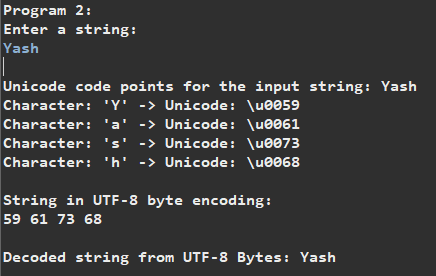 Program 2:
Enter a string:
Yash
Unicode code points for the input string: Yash
Character: 'Y' -> Unicode: \u0059
Character: 'a' -> Unicode: \u0061
Character: 's' -> Unicode: \u0073
Character: 'h' -> Unicode: \u0068
String in UTF-8 byte encoding:
59 61 73 68
Decoded string from UTF-8 Bytes: Yash